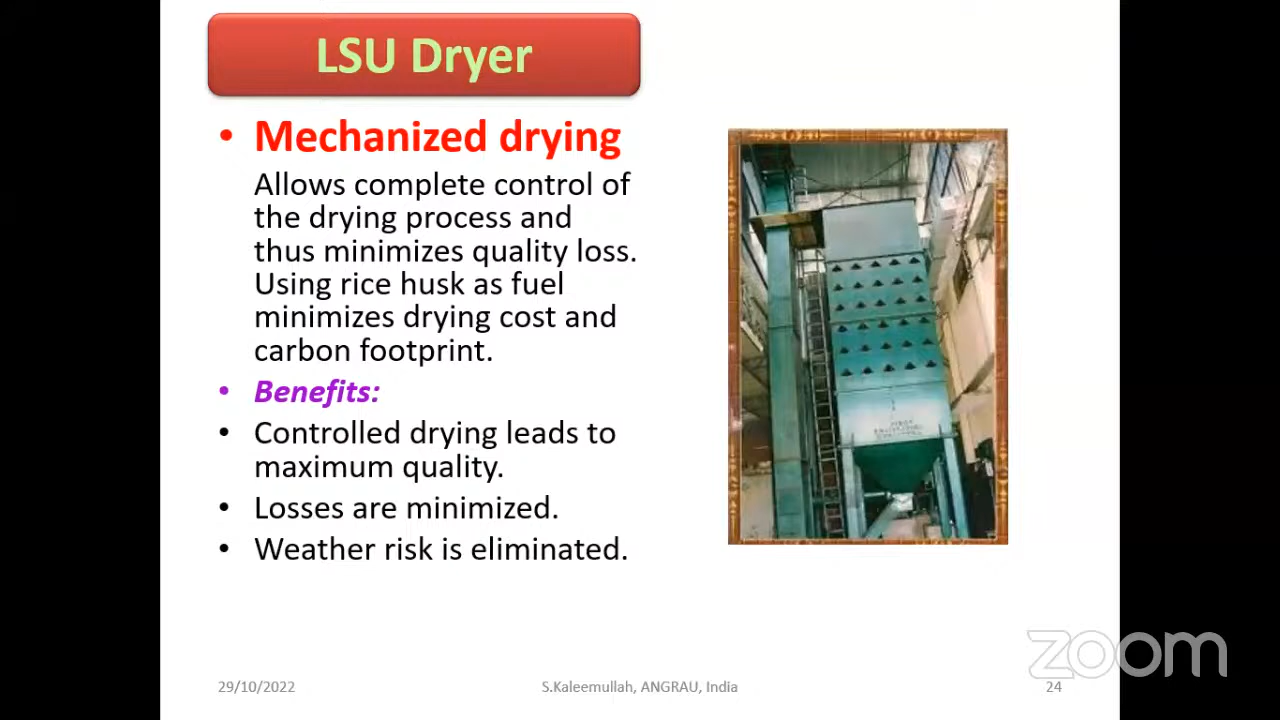 LSU Dryer
• Mechanized drying
Allows complete control of
the drying process and
thus minimizes quality loss.
Using rice husk as fuel
minimizes drying cost and
carbon footprint.
• Benefits:
• Controlled drying leads to
maximum quality.
• Losses are minimized.
• Weather risk is eliminated.
zoom
29/10/2022
S.Kaleemullah, ANGRAU, India
24